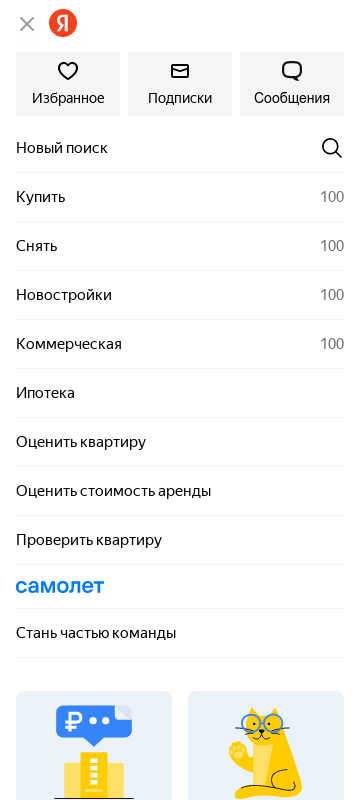 Я
Избранное
Подписки
Сообщения
Новый поиск
Купить 100
Снять 100
Новостройки 100
Коммерческая 100
Ипотека
Оценить квартиру
Оценить стоимость аренды
Проверить квартиру
самолет
Стань частью команды
₽